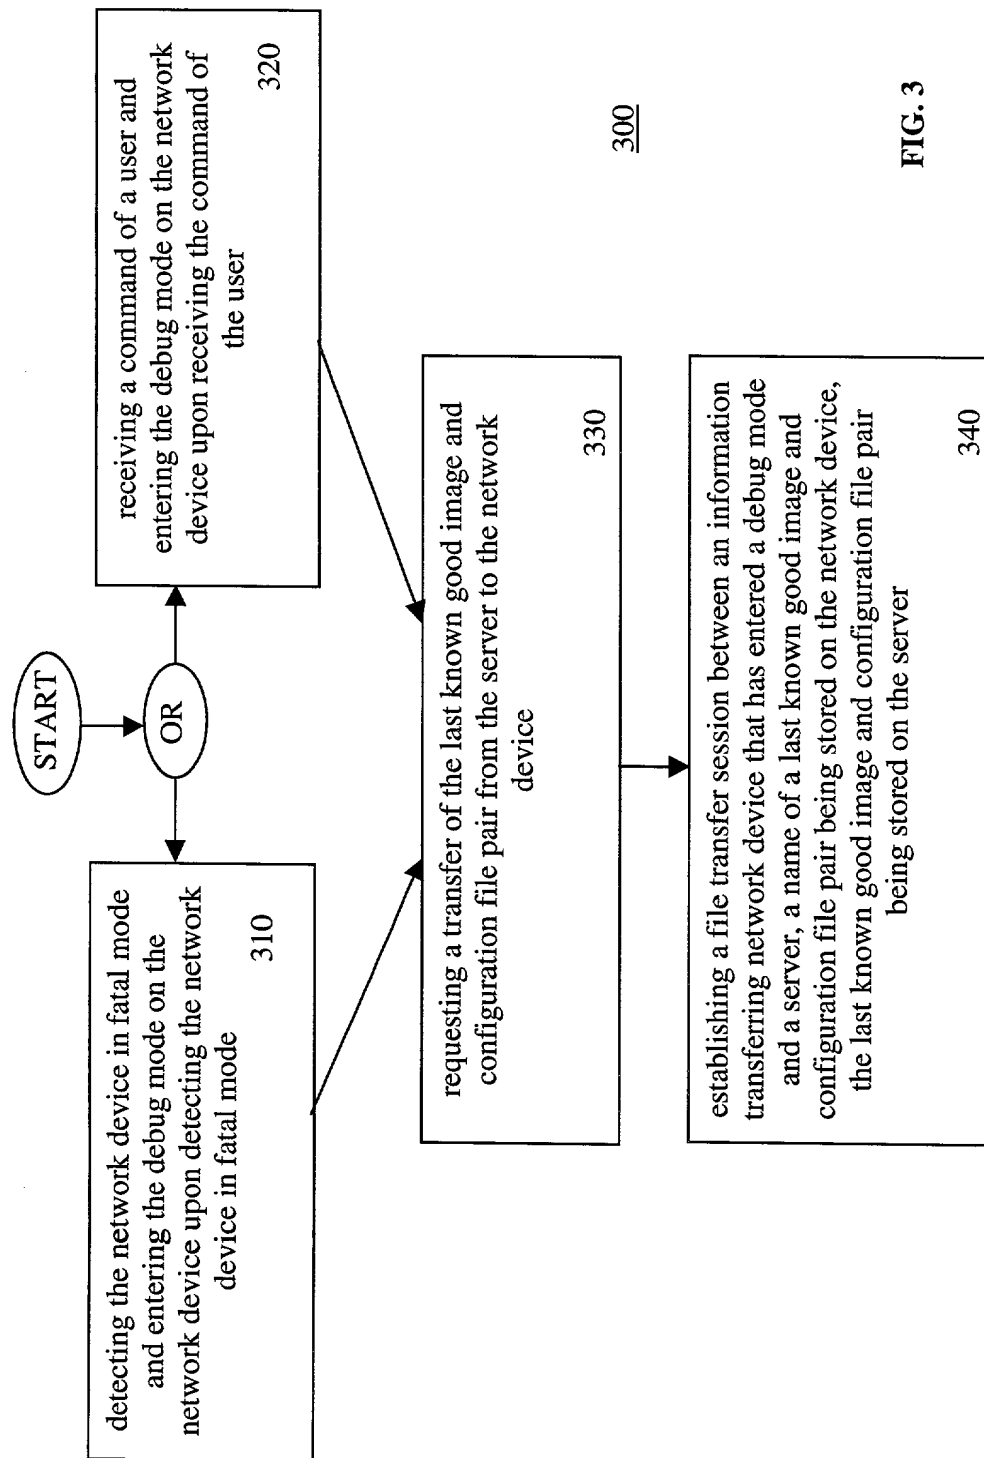 START
OR
detecting the network device in fatal mode
and entering the debug mode on the
network device upon detecting the network
device in fatal mode
310
receiving a command of a user and
entering the debug mode on the network
device upon receiving the command of
the user
320
requesting a transfer of the last known good image and
configuration file pair from the server to the network
device
330
300
establishing a file transfer session between an information
transferring network device that has entered a debug mode
and a server, a name of a last known good image and
configuration file pair being stored on the network device,
the last known good image and configuration file pair
being stored on the server
340
FIG. 3